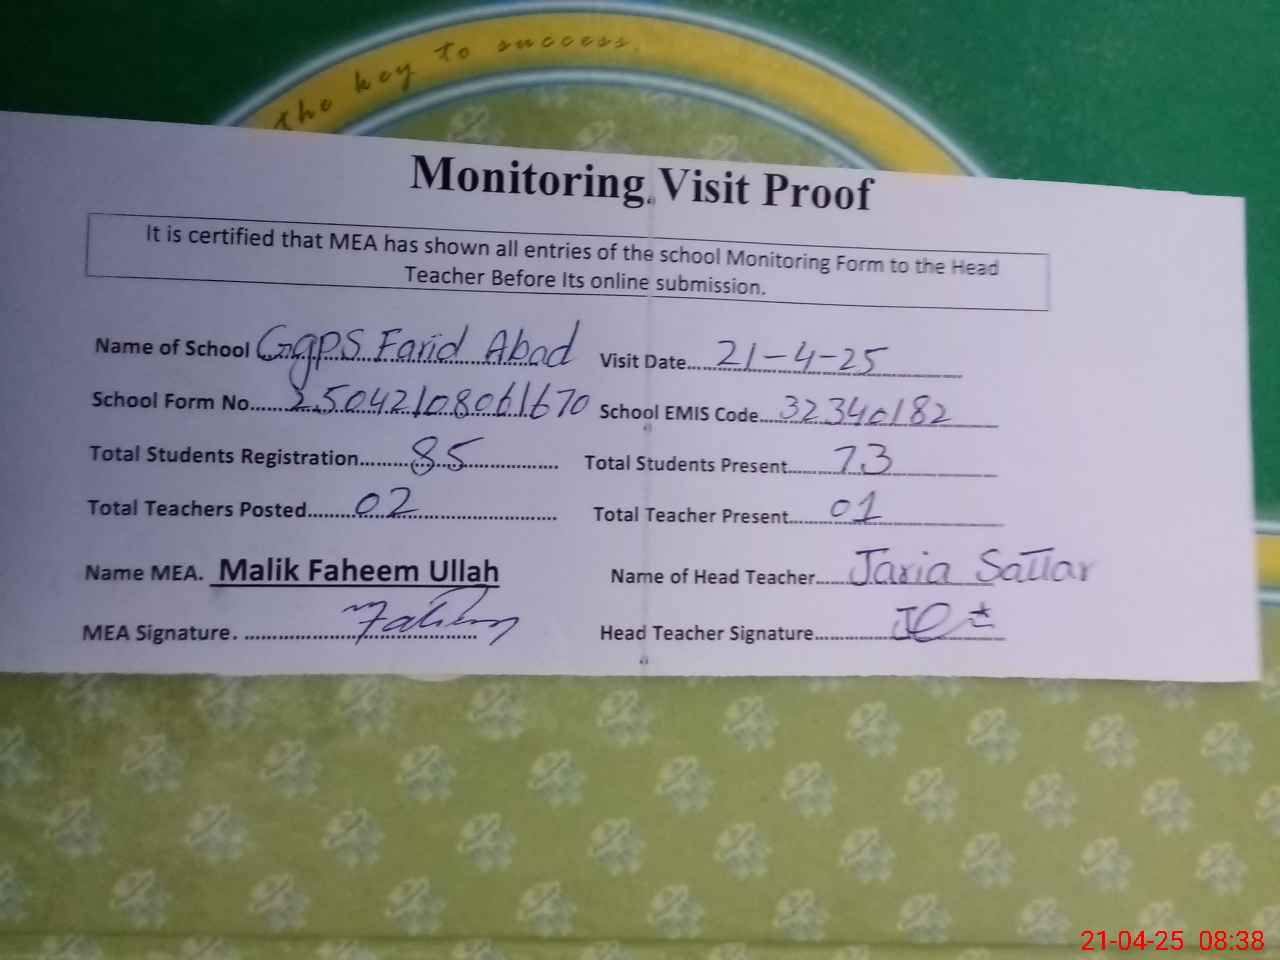 the key to success.
Monitoring Visit Proof
It is certified that MEA has shown all entries of the school Monitoring Form to the Head
Teacher Before Its online submission.
Name of School GgPS Farid Abad Visit Date 21-4-25
School Form No 25042108061670 School EMIS Code 32340182
Total Students Registration 85 Total Students Present 73
Total Teachers Posted 02 Total Teacher Present 01
Name MEA. Malik Faheem Ullah Name of Head Teacher Jaria Sattar
MEA Signature. Head Teacher Signature
21-04-25 08:38